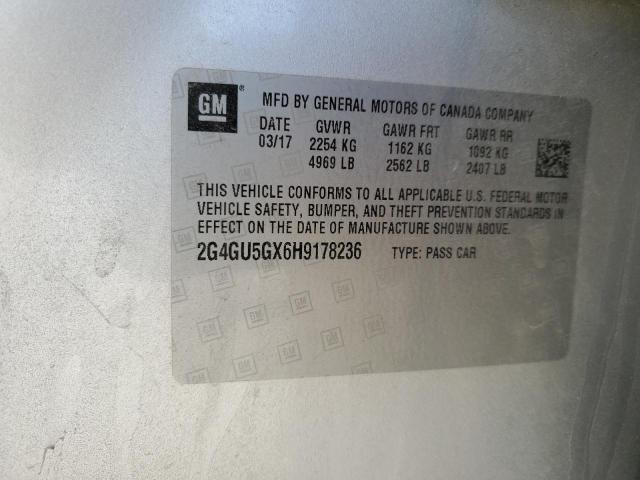 GM ®
MFD BY GENERAL MOTORS OF CANADA COMPANY
DATE GVWR GAWR FRT GAWR RR
03/17 2254 KG 1162 KG 1092 KG
4969 LB 2562 LB 2407 LB
THIS VEHICLE CONFORMS TO ALL APPLICABLE U.S. FEDERAL MOTOR
VEHICLE SAFETY, BUMPER, AND THEFT PREVENTION STANDARDS IN
EFFECT ON THE DATE OF MANUFACTURE SHOWN ABOVE.
2G4GU5GX6H9178236 TYPE: PASS CAR